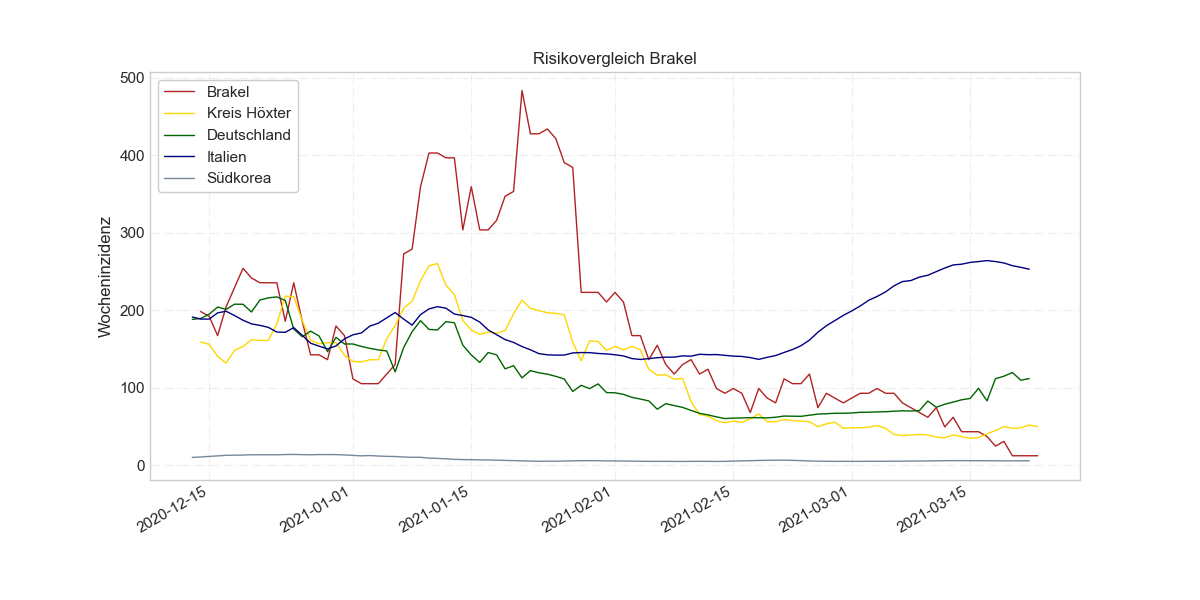 Risikovergleich Brakel
500
400
300
200
100
0
Wocheninzidenz
Brakel
Kreis Höxter
Deutschland
Italien
Südkorea
2020-12-15
2021-01-01
2021-01-15
2021-02-01
2021-02-15
2021-03-01
2021-03-15